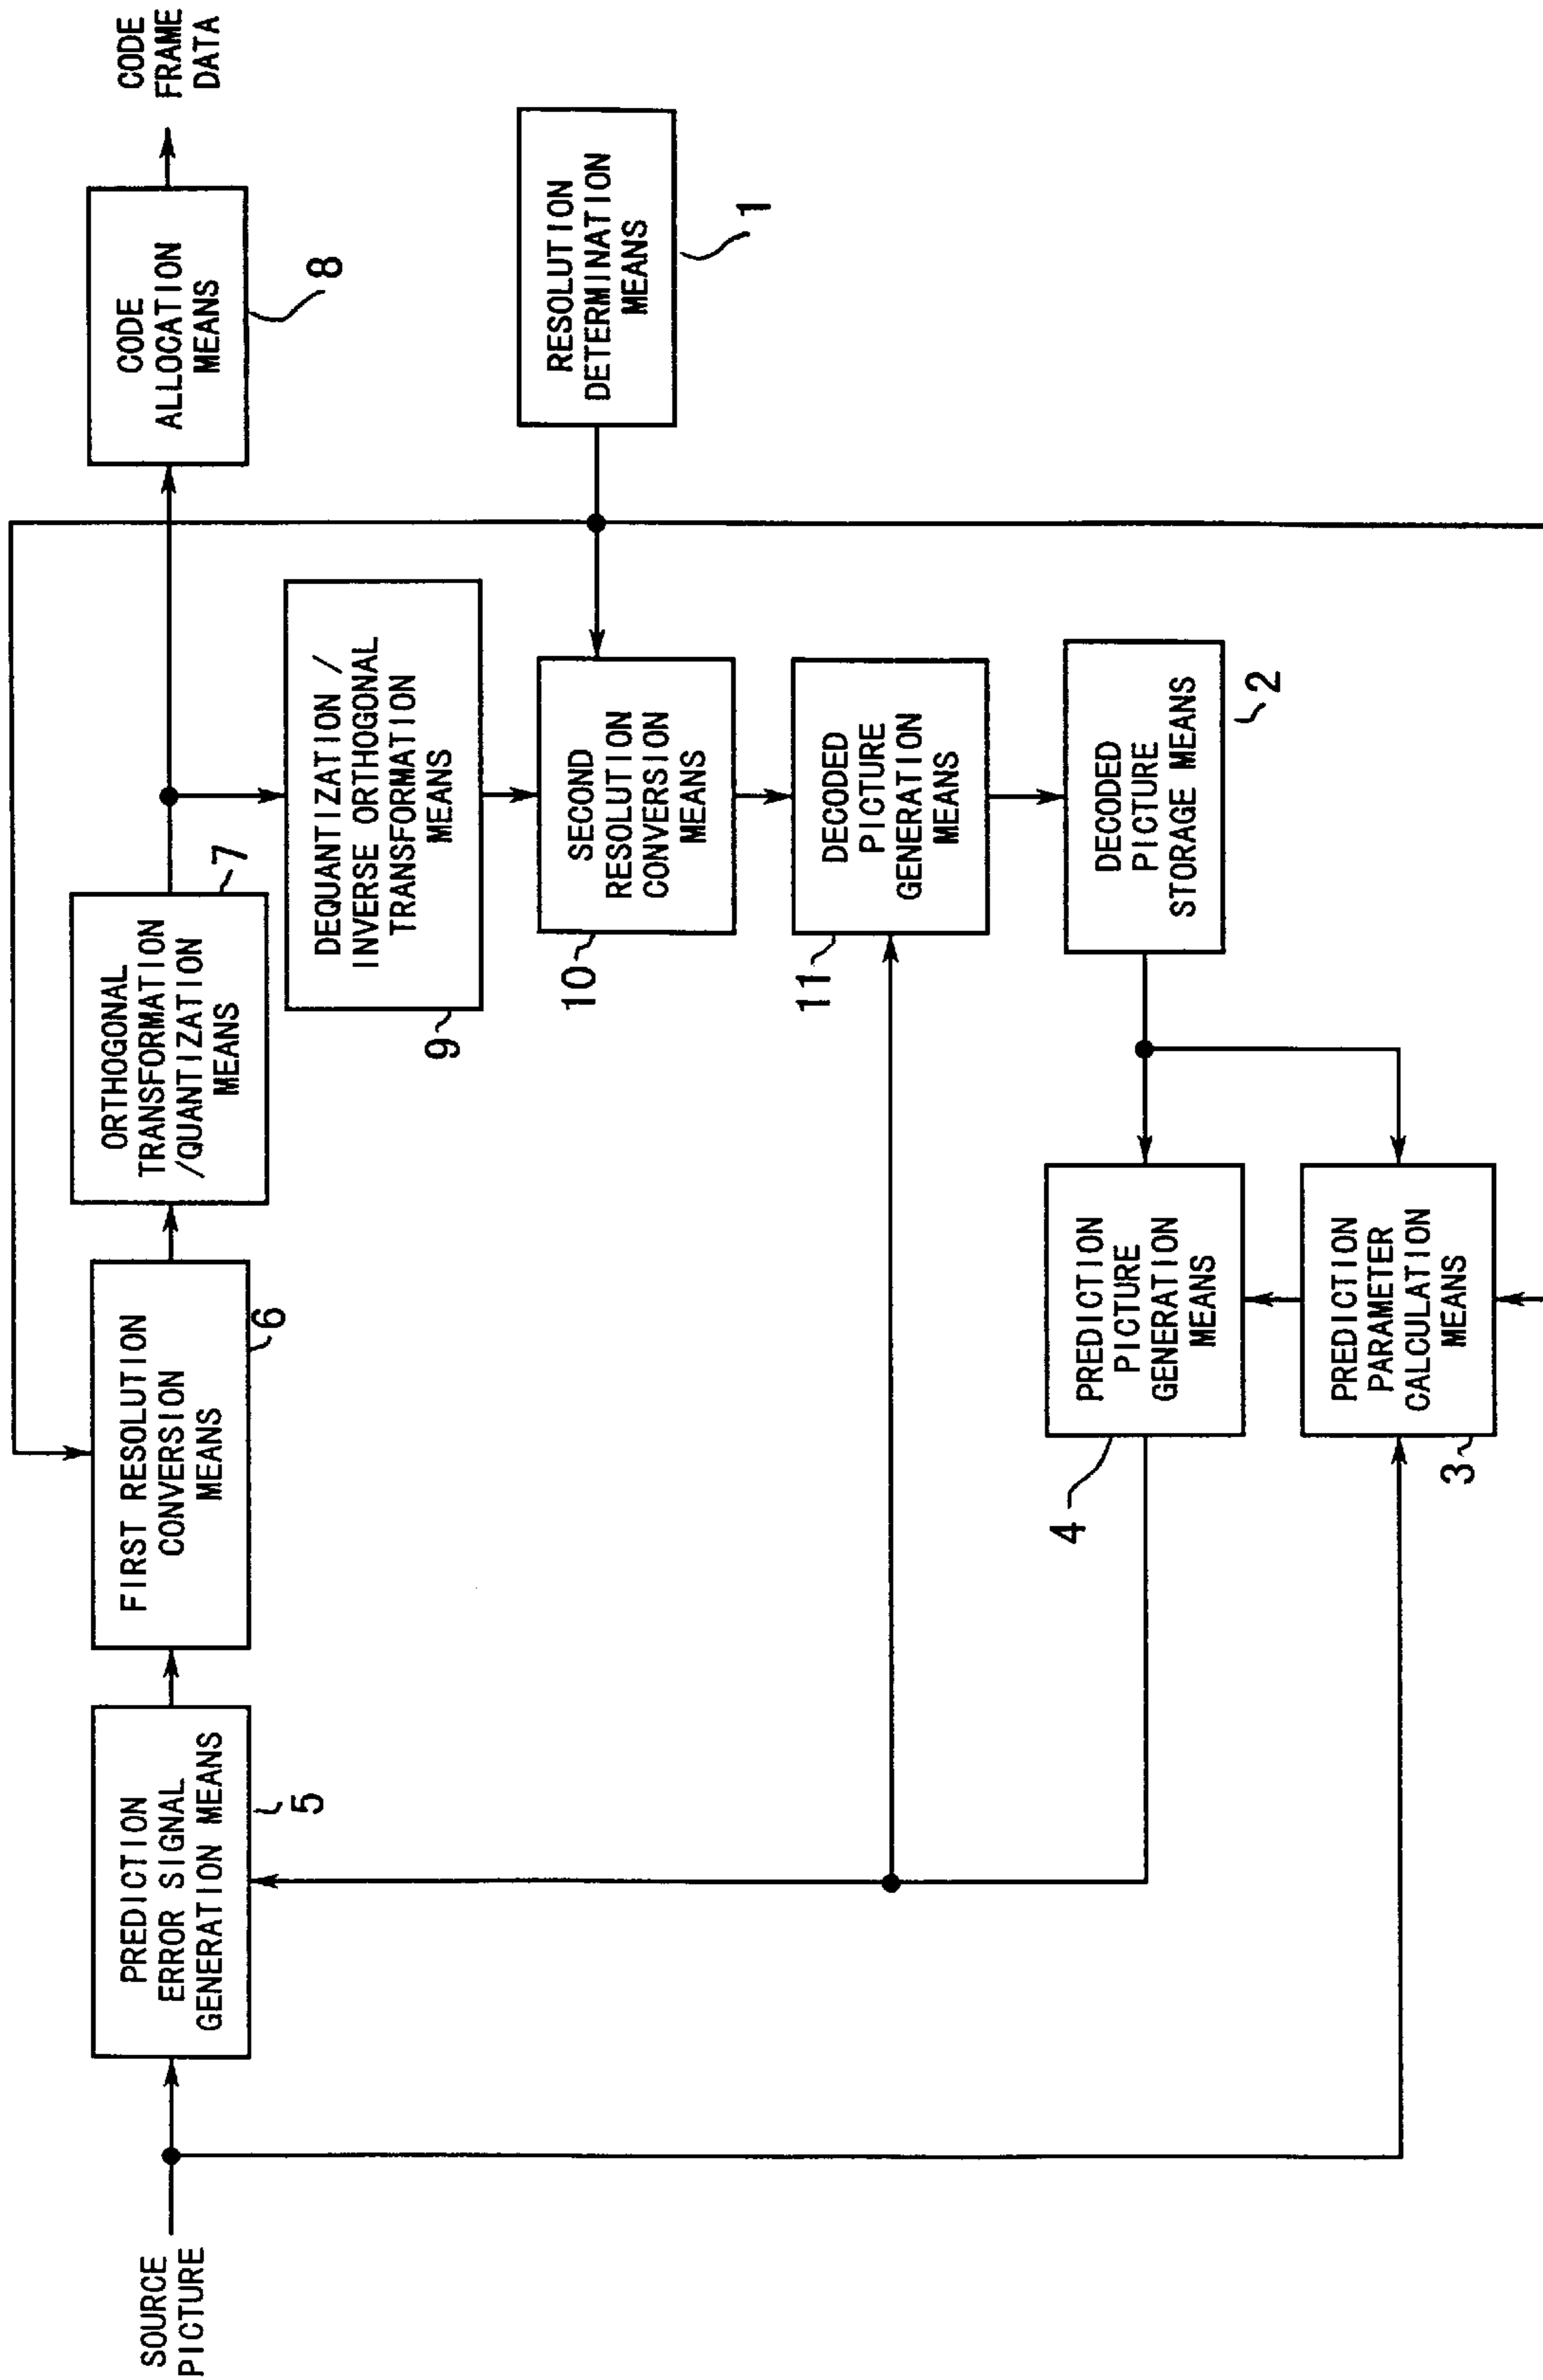 SOURCE
PICTURE
PREDICTION
ERROR SIGNAL
GENERATION MEANS
5
FIRST RESOLUTION
CONVERSION
MEANS
6
ORTHOGONAL
TRANSFORMATION
/QUANTIZATION
MEANS
7
CODE
ALLOCATION
MEANS
8
CODE
FRAME
DATA
DEQUANTIZATION /
INVERSE ORTHOGONAL
TRANSFORMATION
MEANS
9
RESOLUTION
DETERMINATION
MEANS
1
SECOND
RESOLUTION
CONVERSION
MEANS
10
DECODED
PICTURE
GENERATION
MEANS
11
DECODED
PICTURE
STORAGE MEANS
2
PREDICTION
PICTURE
GENERATION
MEANS
4
PREDICTION
PARAMETER
CALCULATION
MEANS
3